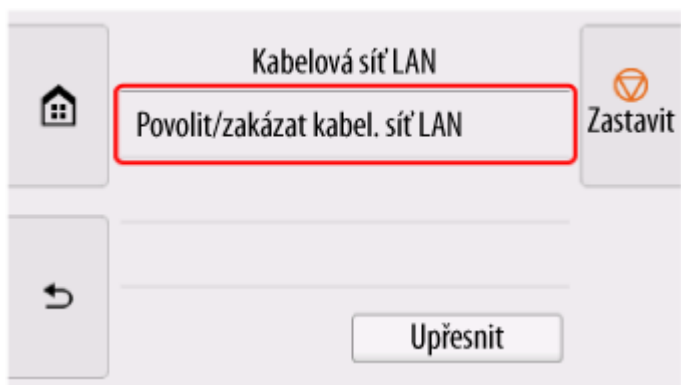 Kabelová síť LAN
Povolit/zakázat kabel. síť LAN
Zastavit
Upřesnit